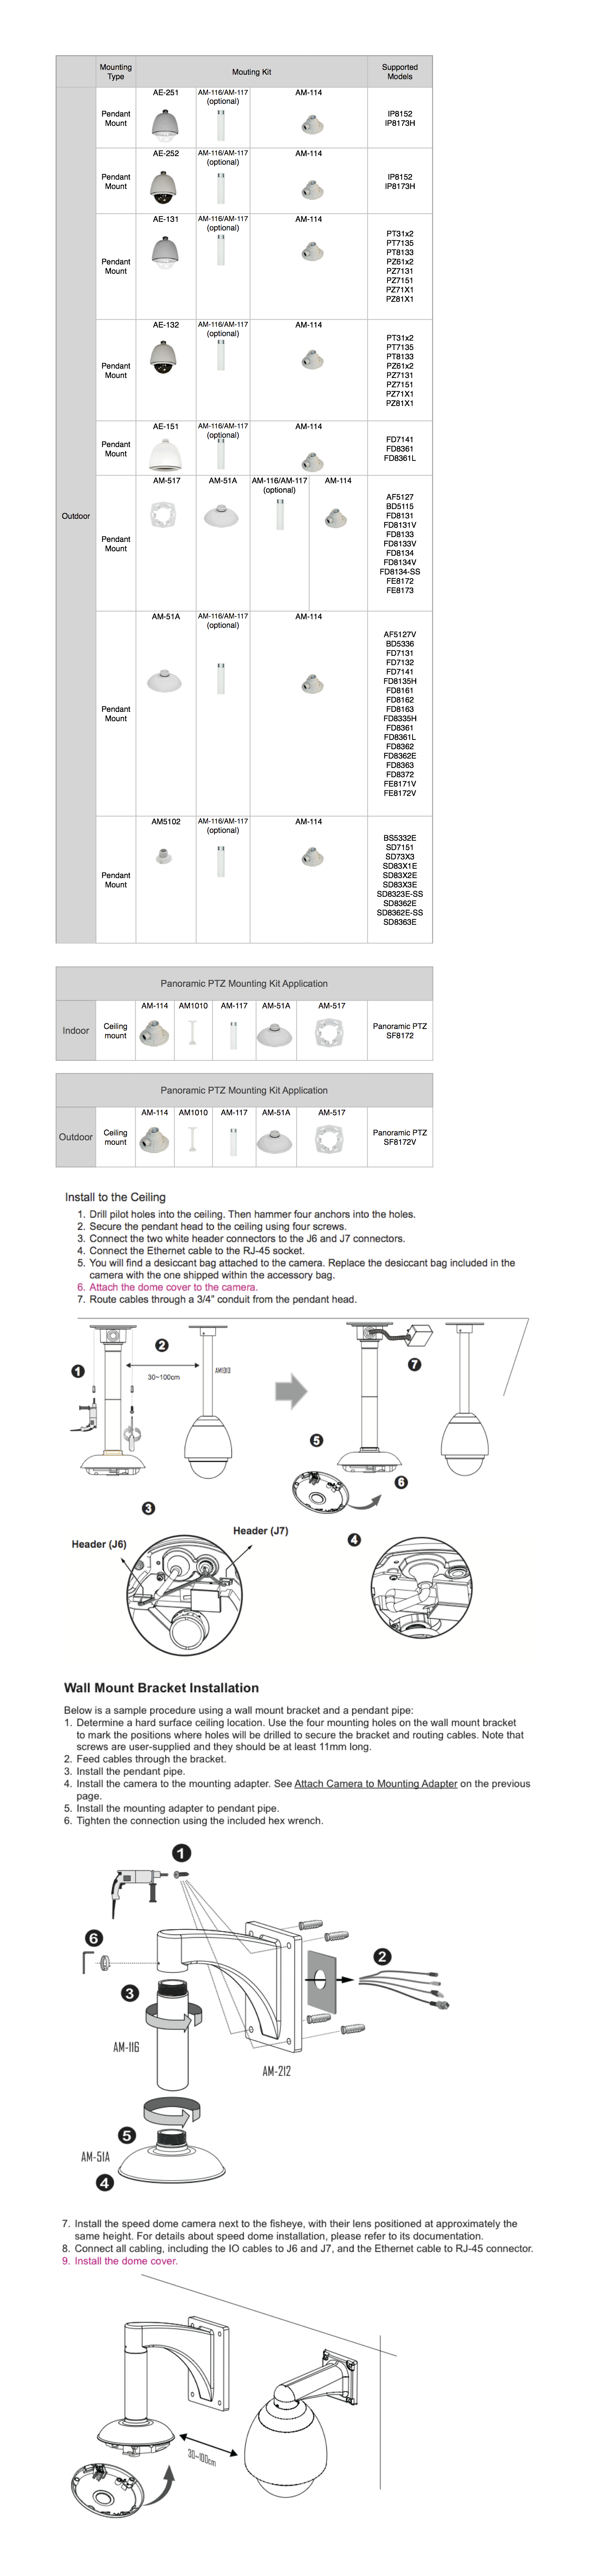 Mounting
Type
Mouting Kit
Supported
Models
Outdoor
Pendant
Mount
AE-251
AM-116/AM-117
(optional)
AM-114
IP8152
IP8173H
Pendant
Mount
AE-252
AM-116/AM-117
(optional)
AM-114
IP8152
IP8173H
Pendant
Mount
AE-131
AM-116/AM-117
(optional)
AM-114
PT31x2
PT7135
PT8133
PZ61x2
PZ7131
PZ7151
PZ71X1
PZ81X1
Pendant
Mount
AE-132
AM-116/AM-117
(optional)
AM-114
PT31x2
PT7135
PT8133
PZ61x2
PZ7131
PZ7151
PZ71X1
PZ81X1
Pendant
Mount
AE-151
AM-116/AM-117
(optional)
AM-114
FD7141
FD8361
FD8361L
Pendant
Mount
AM-517
AM-51A
AM-116/AM-117
(optional)
AM-114
AF5127
BD5115
FD8131
FD8131V
FD8133
FD8133V
FD8134
FD8134V
FD8134-SS
FE8172
FE8173
Pendant
Mount
AM-51A
AM-116/AM-117
(optional)
AM-114
AF5127V
BD5336
FD7131
FD7132
FD7141
FD8135H
FD8161
FD8162
FD8163
FD8335H
FD8361
FD8361L
FD8362
FD8362E
FD8363
FD8372
FE8171V
FE8172V
Pendant
Mount
AM5102
AM-116/AM-117
(optional)
AM-114
BS5332E
SD7151
SD73X3
SD83X1E
SD83X2E
SD83X3E
SD8323E-SS
SD8362E
SD8362E-SS
SD8363E
Panoramic PTZ Mounting Kit Application
Indoor
Ceiling
mount
AM-114
AM1010
AM-117
AM-51A
AM-517
Panoramic PTZ
SF8172
Panoramic PTZ Mounting Kit Application
Outdoor
Ceiling
mount
AM-114
AM1010
AM-117
AM-51A
AM-517
Panoramic PTZ
SF8172V
Install to the Ceiling
1. Drill pilot holes into the ceiling. Then hammer four anchors into the holes.
2. Secure the pendant head to the ceiling using four screws.
3. Connect the two white header connectors to the J6 and J7 connectors.
4. Connect the Ethernet cable to the RJ-45 socket.
5. You will find a desiccant bag attached to the camera. Replace the desiccant bag included in the
camera with the one shipped within the accessory bag.
6. Attach the dome cover to the camera.
7. Route cables through a 3/4" conduit from the pendant head.
1
2
30~100cm
7
5
6
3
Header (J6)
Header (J7)
4
Wall Mount Bracket Installation
Below is a sample procedure using a wall mount bracket and a pendant pipe:
1. Determine a hard surface ceiling location. Use the four mounting holes on the wall mount bracket
to mark the positions where holes will be drilled to secure the bracket and routing cables. Note that
screws are user-supplied and they should be at least 11mm long.
2. Feed cables through the bracket.
3. Install the pendant pipe.
4. Install the camera to the mounting adapter. See Attach Camera to Mounting Adapter on the previous
page.
5. Install the mounting adapter to pendant pipe.
6. Tighten the connection using the included hex wrench.
1
6
2
3
AM-116
AM-212
5
AM-51A
4
7. Install the speed dome camera next to the fisheye, with their lens positioned at approximately the
same height. For details about speed dome installation, please refer to its documentation.
8. Connect all cabling, including the IO cables to J6 and J7, and the Ethernet cable to RJ-45 connector.
9. Install the dome cover.
30~100cm